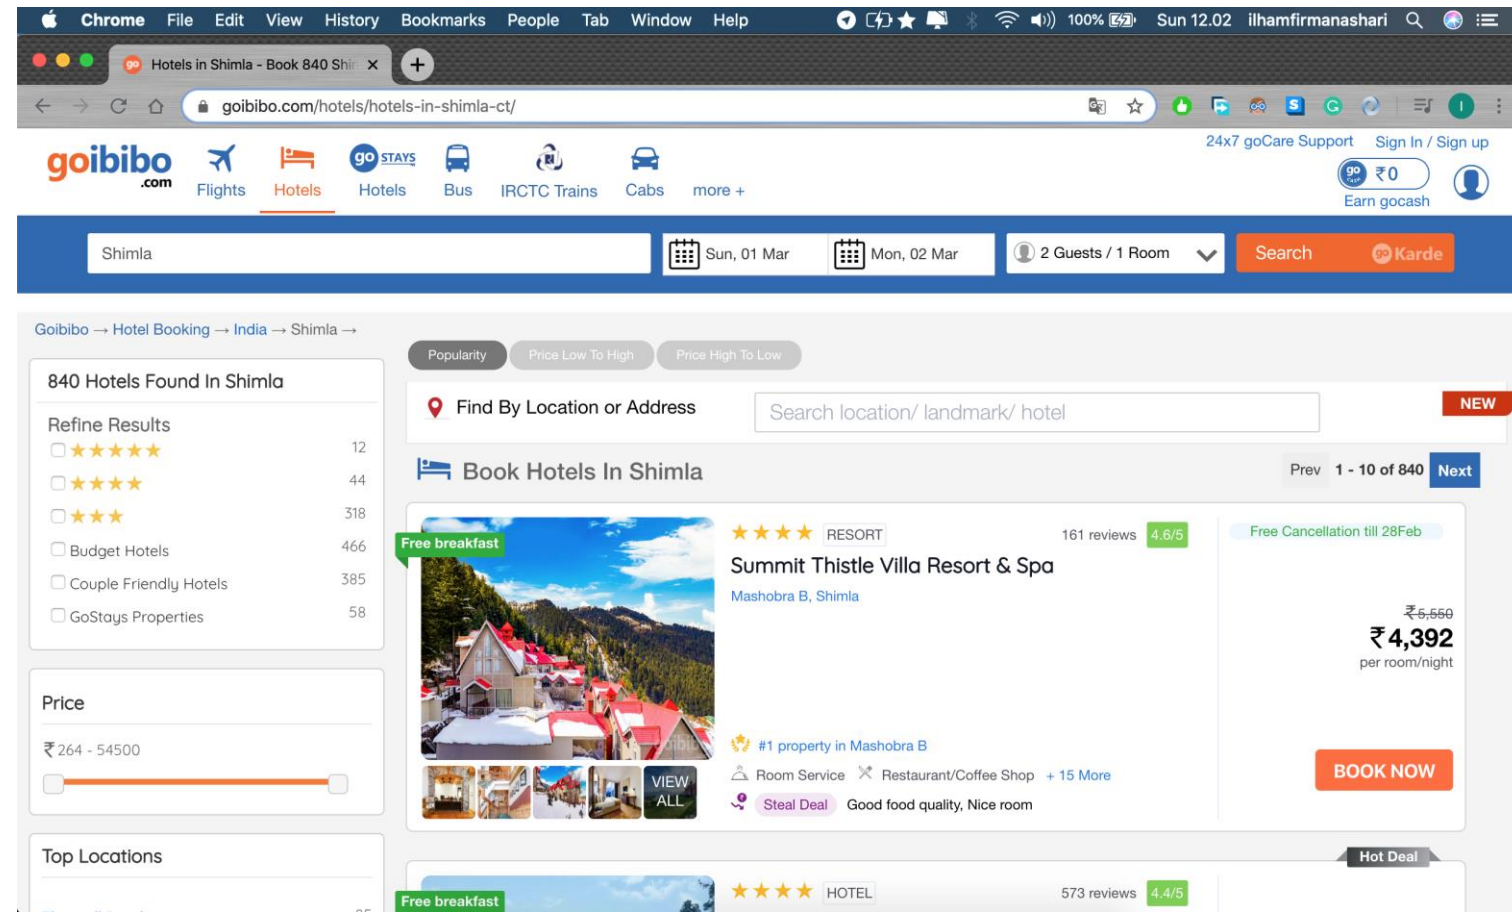 Chrome File Edit View History Bookmarks People Tab Window Help 100% Sun 12.02 ilhamfirmanashari
Hotels in Shimla - Book 840 Shi
goibibo.com/hotels/hotels-in-shimla-ct/
24x7 goCare Support Sign In / Sign up
goibibo.com
Flights
Hotels
go STAYS Hotels
Bus
IRCTC Trains
Cabs
more +
₹0
Earn gocash
Shimla
Sun, 01 Mar
Mon, 02 Mar
2 Guests / 1 Room
Search go Karde
Goibibo → Hotel Booking → India → Shimla →
840 Hotels Found In Shimla
Refine Results
12
44
318
Budget Hotels 466
Couple Friendly Hotels 385
GoStays Properties 58
Price
₹ 264 - 54500
Top Locations
Popularity Price Low To High Price High To Low
Find By Location or Address
Search location/ landmark/ hotel
NEW
Book Hotels In Shimla
Prev 1 - 10 of 840 Next
Free breakfast
RESORT 161 reviews 4.6/5
Free Cancellation till 28Feb
Summit Thistle Villa Resort & Spa
Mashobra B, Shimla
₹5,550
₹4,392
per room/night
goibibo
#1 property in Mashobra B
VIEW ALL
Room Service Restaurant/Coffee Shop + 15 More
BOOK NOW
Steal Deal Good food quality, Nice room
Hot Deal
Free breakfast
HOTEL 573 reviews 4.4/5